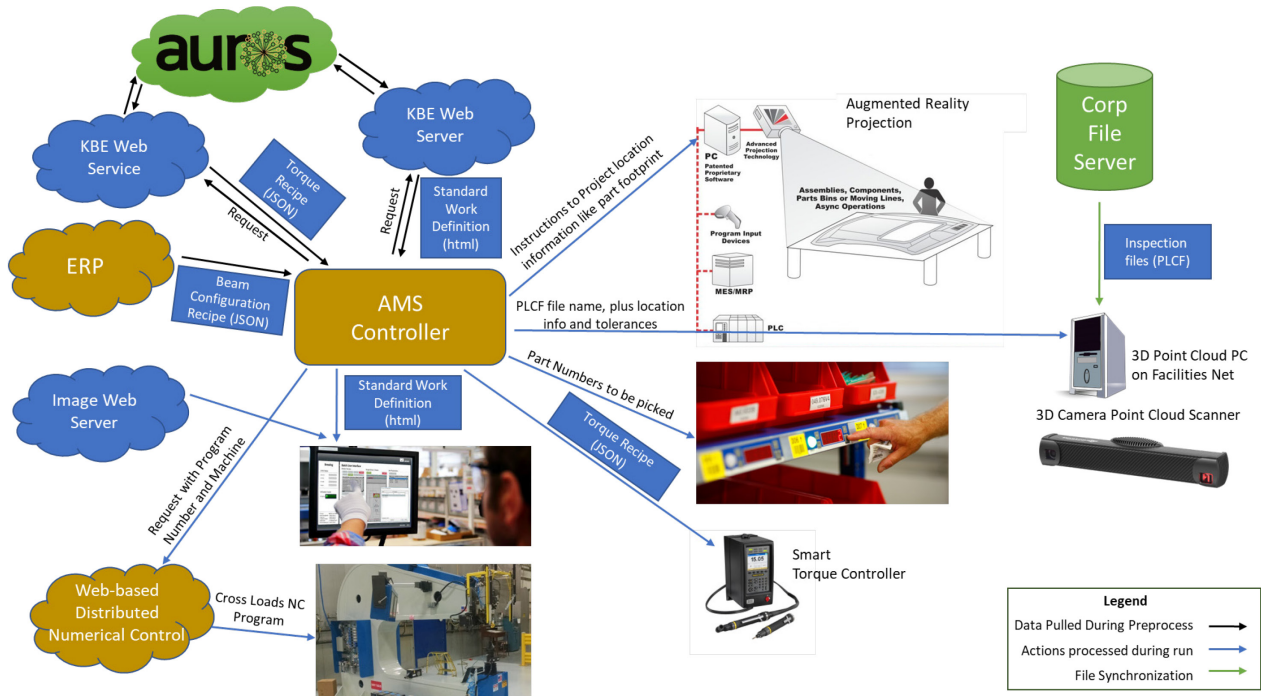 auros
KBE Web
Service
KBE Web
Server
Torque
Recipe
(JSON)
Request
Request
Standard
Work
Definition
(html)
ERP
Beam
Configuration
Recipe (JSON)
AMS
Controller
Instructions to Project location
information like part footprint
Augmented Reality
Projection
PC
Patented
Proprietary
Software
Advanced
Projection
Technology
Assemblies, Components,
Parts Bins or Moving Lines,
Async Operations
Program Input
Devices
MES/MRP
PLC
Corp
File
Server
Inspection
files (PLCF)
PLCF file name, plus location
info and tolerances
3D Point Cloud PC
on Facilities Net
3D Camera Point Cloud Scanner
Part Numbers to be picked
Image Web
Server
Standard Work
Definition
(html)
Torque Recipe
(JSON)
Request with Program
Number and Machine
15.05
Smart
Torque Controller
Web-based
Distributed
Numerical Control
Cross Loads NC
Program
Legend
Data Pulled During Preprocess
Actions processed during run
File Synchronization